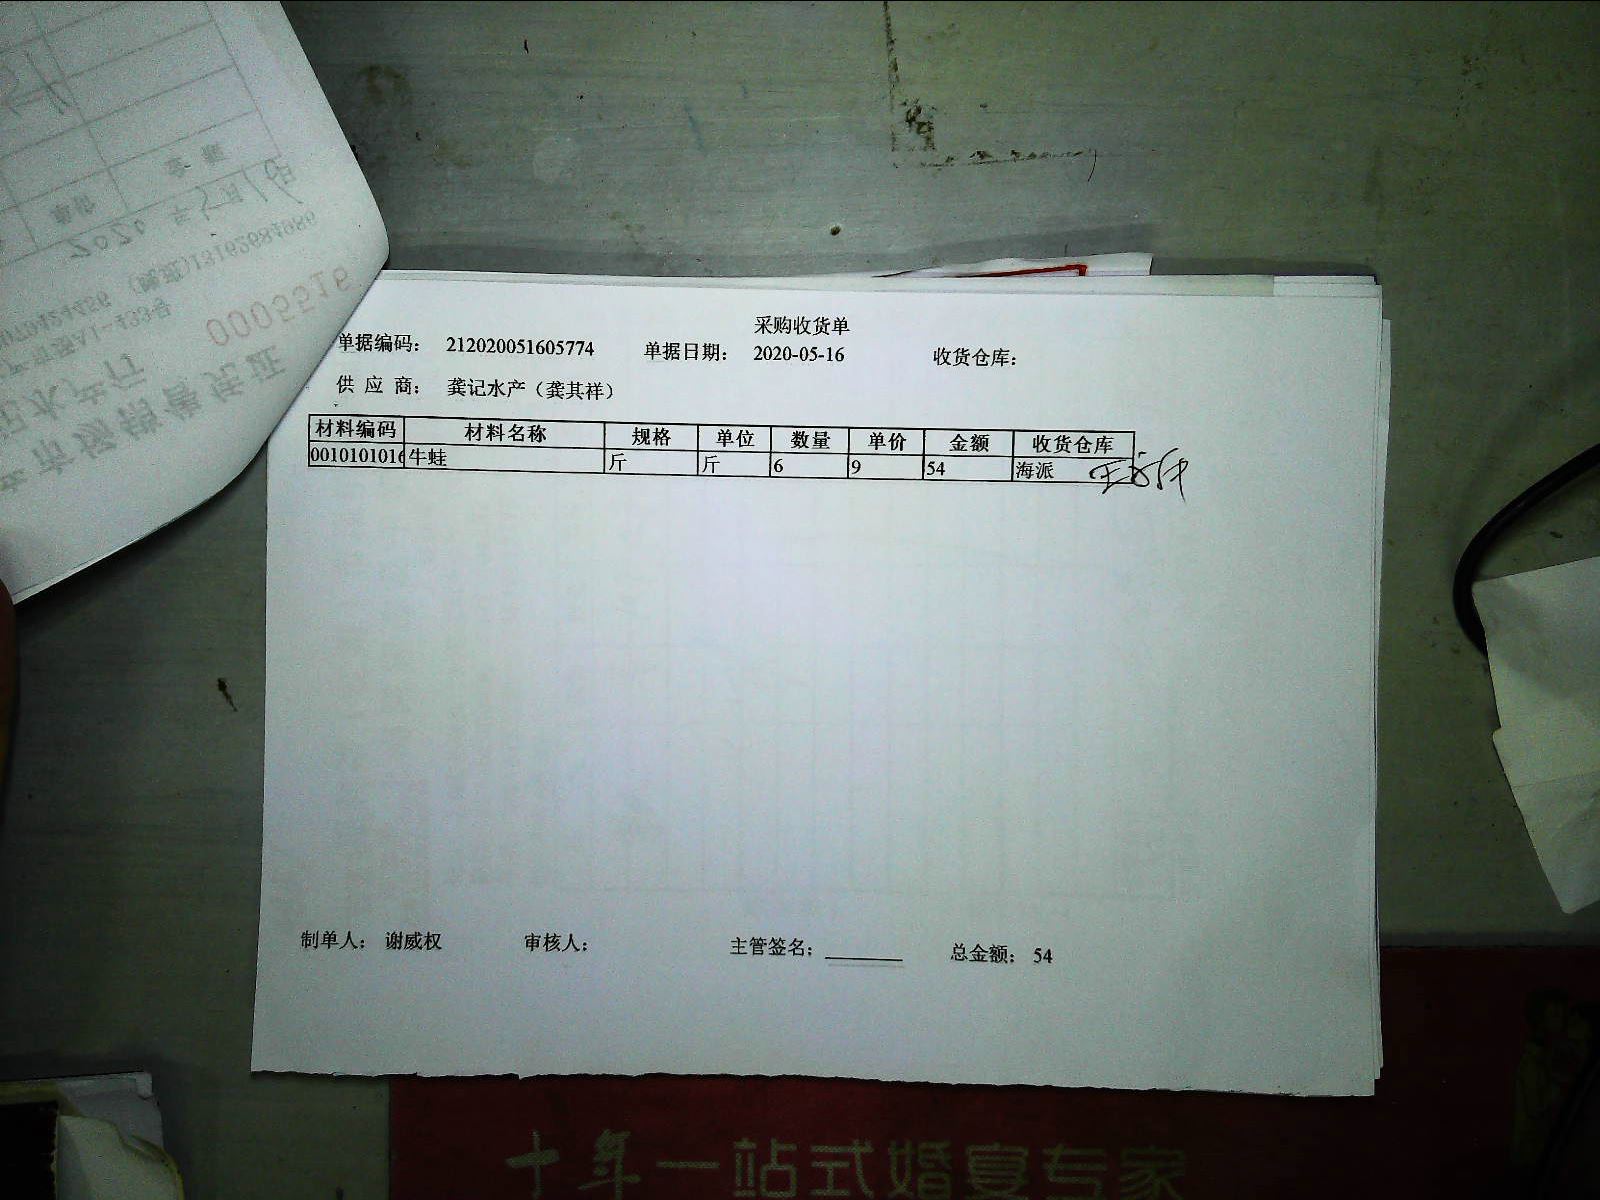 采购收货单
单据编码： 212020051605774 单据日期： 2020-05-16 收货仓库：
供 应 商： 龚记水产（龚其祥）
材料编码 材料名称 规格 单位 数量 单价 金额 收货仓库
0010101016 牛蛙 斤 斤 6 9 54 海派
制单人： 谢威权 审核人： 主管签名： 总金额： 54
十年一站式婚宴专家
0005516